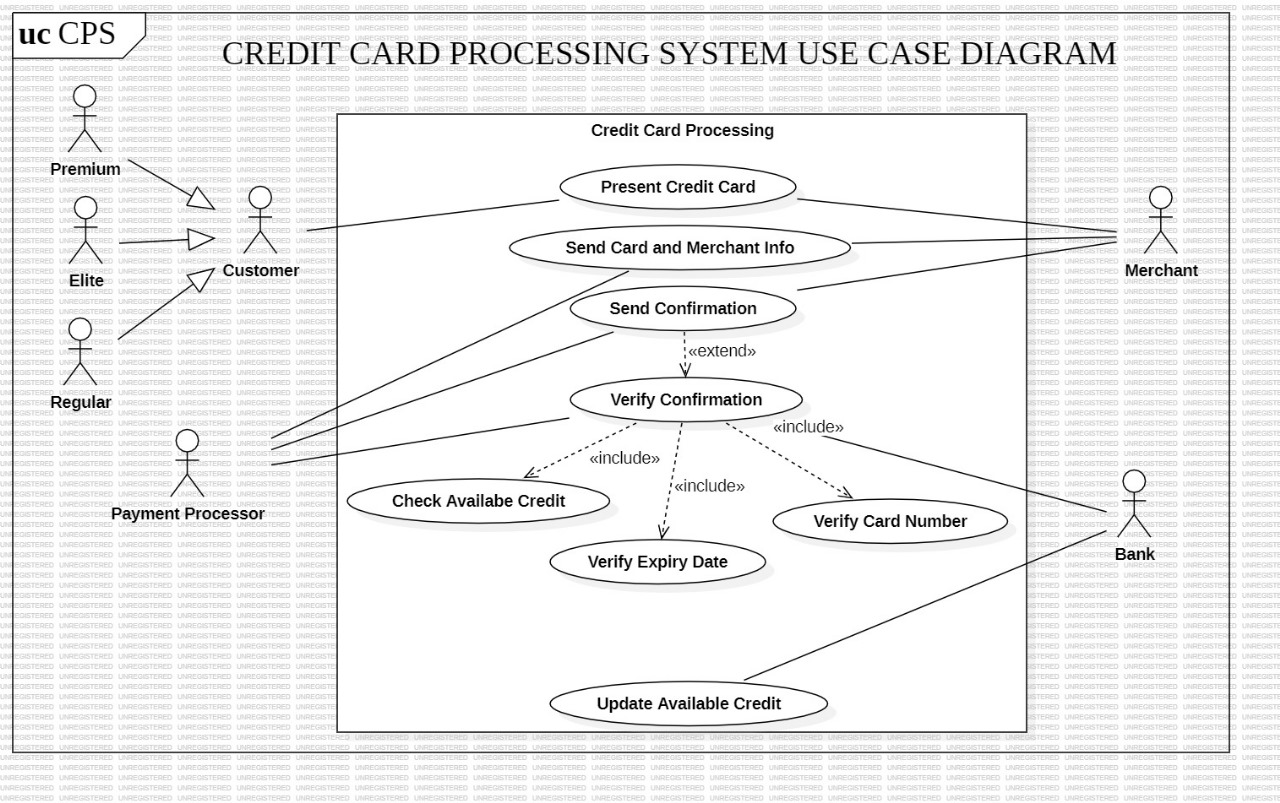 uc CPS
CREDIT CARD PROCESSING SYSTEM USE CASE DIAGRAM
Credit Card Processing
Premium
Present Credit Card
Send Card and Merchant Info
Customer
Merchant
Elite
Send Confirmation
«extend»
Regular
Verify Confirmation
«include»
«include»
«include»
Check Availabe Credit
Payment Processor
Verify Card Number
Bank
Verify Expiry Date
Update Available Credit
UNREGISTERED